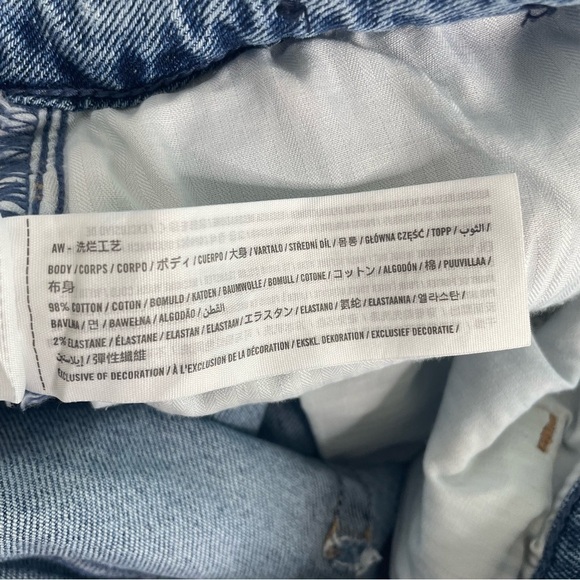 AW - 洗烂工艺
BODY / CORPS / CORPO / ボディ / CUERPO / 大身 / VARTALO / STŘEDNÍ DÍL / 몸통 / GŁÓWNA CZĘŚĆ / TOPP / الثوب /
布身
98% COTTON / COTON / BOMULD / KATOEN / BAUMWOLLE / BOMULL / COTONE / コットン / ALGODÓN / 棉 / PUUVILLAA /
BAVLNA / 면 / BAWEŁNA / ALGODÃO / القطن /
2% ELASTANE / ÉLASTANE / ELASTAN / ELASTAAN / エラスタン / ELASTANO / 氨纶 / ELASTAANIA / 엘라스탄 /
إيلاستين / 彈性纖維
EXCLUSIVE OF DECORATION / À L'EXCLUSION DE LA DÉCORATION / EKSKL. DEKORATION / EXCLUSIEF DECORATIE /